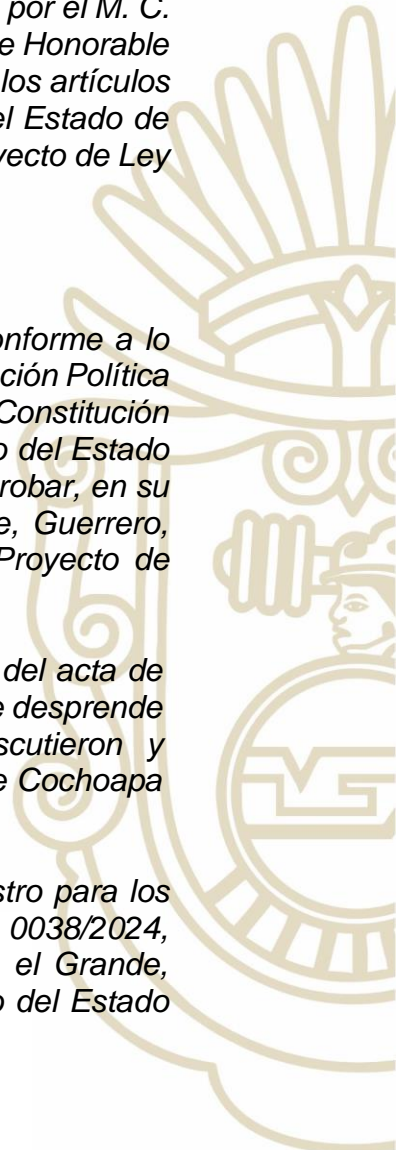 por el M. C.
e Honorable
los artículos
el Estado de
yecto de Ley
onforme a lo
ción Política
Constitución
o del Estado
robar, en su
e, Guerrero,
Proyecto de
del acta de
e desprende
scutieron y
e Cochoapa
stro para los
0038/2024,
el Grande,
o del Estado